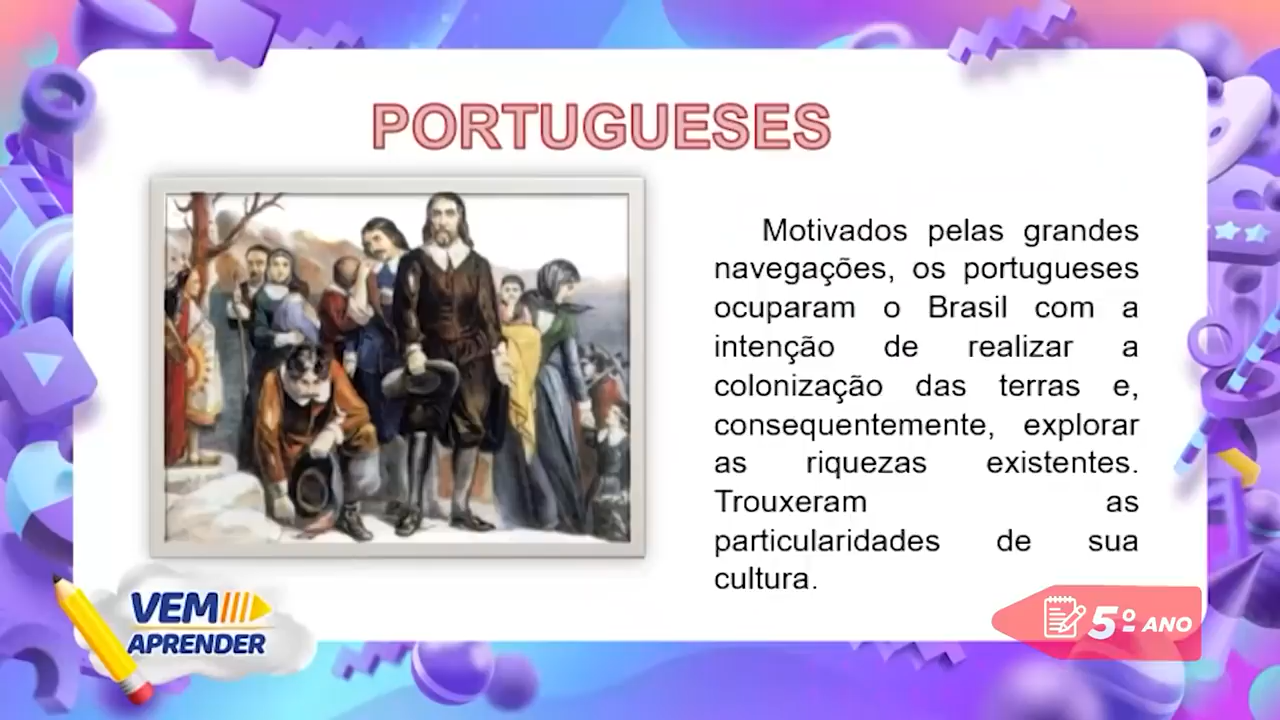 PORTUGUESES
Motivados pelas grandes
navegações, os portugueses
ocuparam o Brasil com a
intenção de realizar a
colonização das terras e,
consequentemente, explorar
as riquezas existentes.
Trouxeram as
particularidades de sua
cultura.
VEM
APRENDER
5º ANO